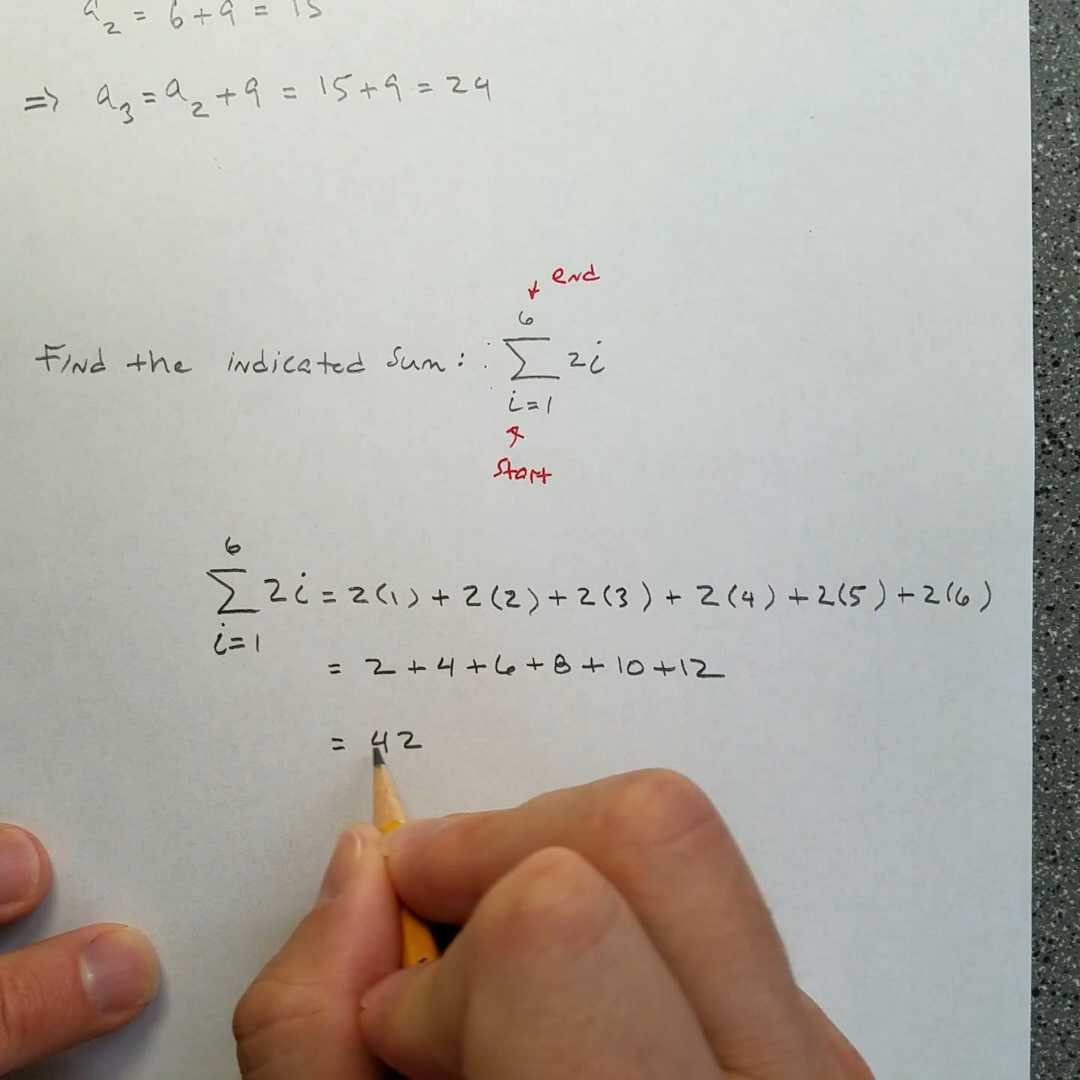 a₂ = 6+9 = 15
=> a₃ = a₂ + 9 = 15 + 9 = 24
end
6
Find the indicated sum: ∑ 2i
i=1
start
6
∑ 2i = 2(1) + 2(2) + 2(3) + 2(4) + 2(5) + 2(6)
i=1
= 2 + 4 + 6 + 8 + 10 + 12
= 42